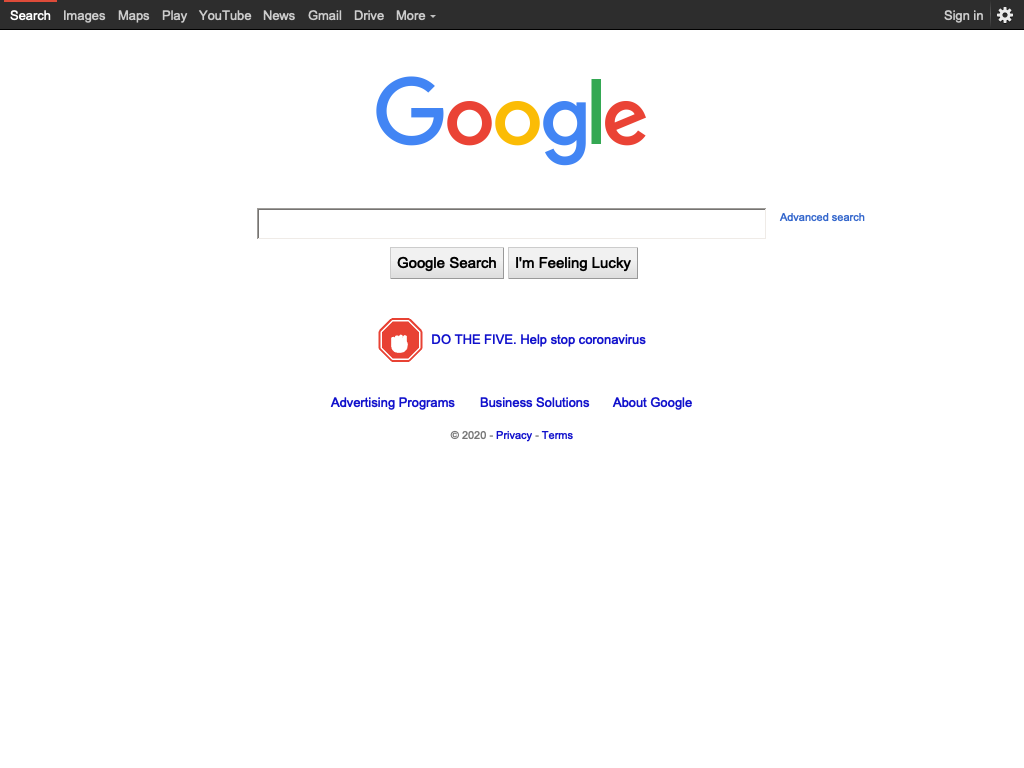 Search Images Maps Play YouTube News Gmail Drive More Sign in
Google
Advanced search
Google Search I'm Feeling Lucky
DO THE FIVE. Help stop coronavirus
Advertising Programs Business Solutions About Google
© 2020 - Privacy - Terms